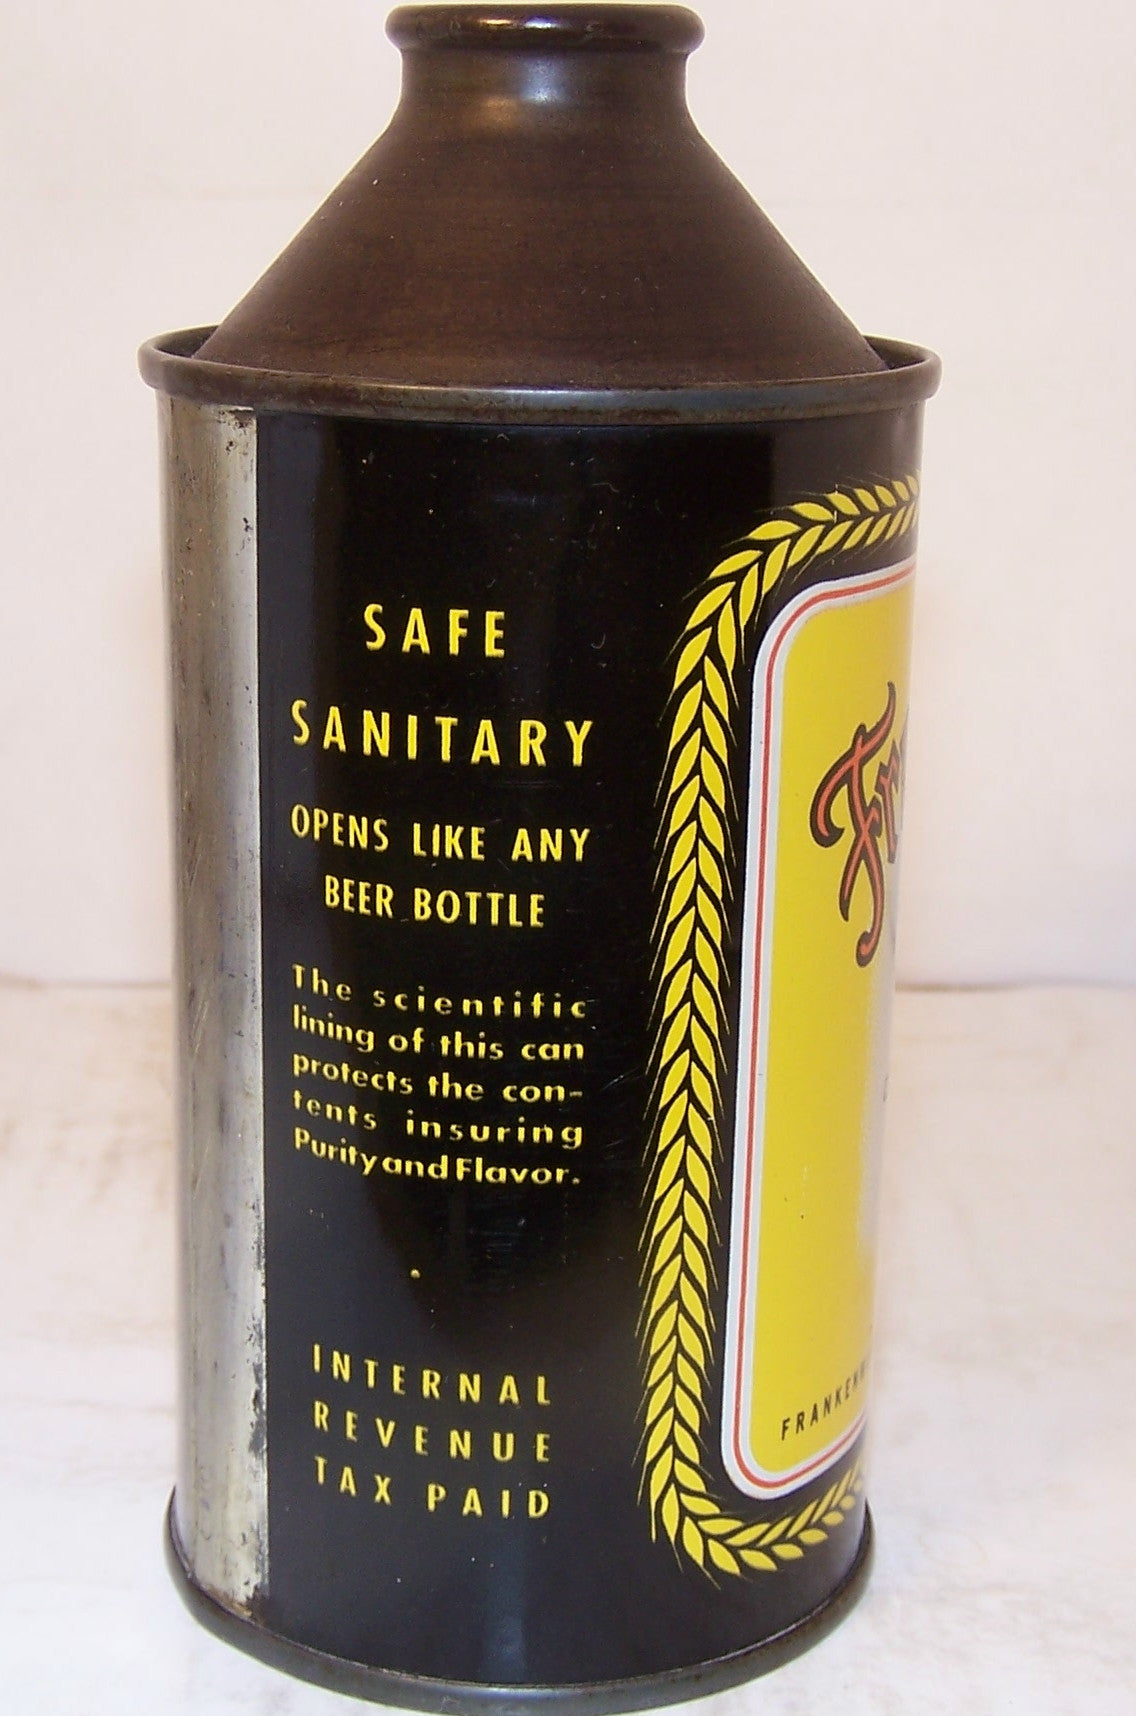 SAFE
SANITARY
OPENS LIKE ANY
BEER BOTTLE
The scientific
lining of this can
protects the con-
tents insuring
Purity and Flavor.
INTERNAL
REVENUE
TAX PAID